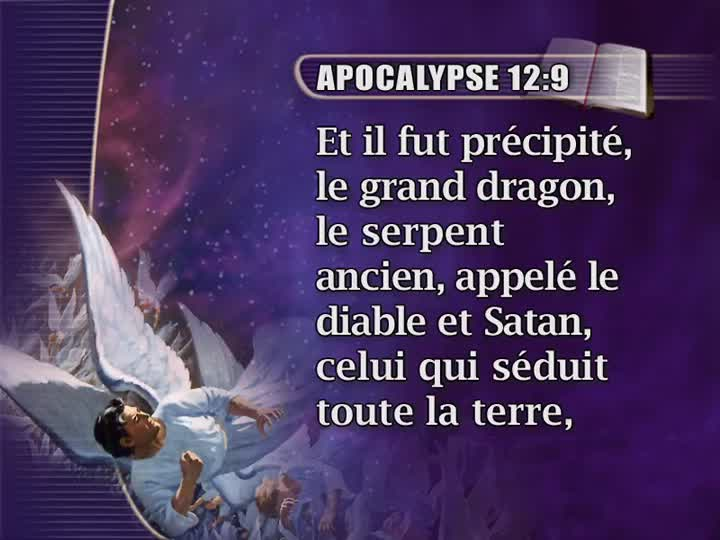 APOCALYPSE 12:9
Et il fut précipité,
le grand dragon,
le serpent
ancien, appelé le
diable et Satan,
celui qui séduit
toute la terre,